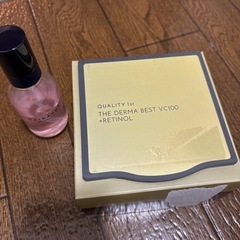 QUALITY 1st
THE DERMA BEST VC100
+RETINOL